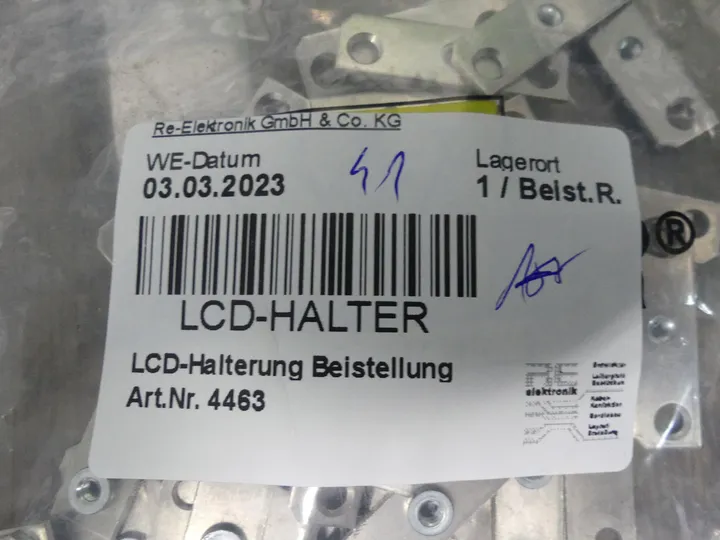 Re-Elektronik GmbH & Co. KG
WE-Datum
03.03.2023
41
Lagerort
1 / Beist.R.
®
LCD-HALTER
LCD-Halterung Beistellung
Art.Nr. 4463
RE
elektronik